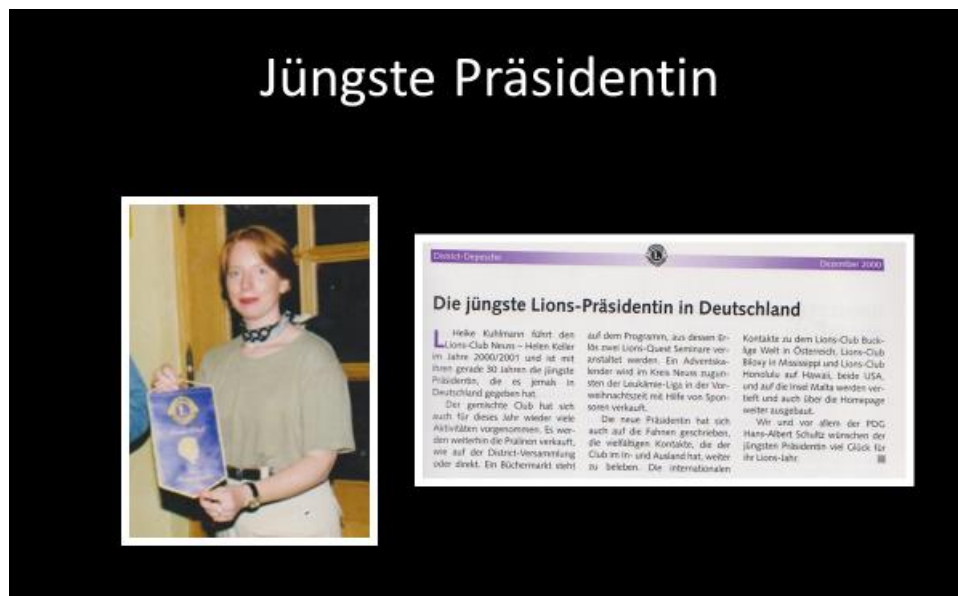 Jüngste Präsidentin
District-Depesche
Dezember 2000
Die jüngste Lions-Präsidentin in Deutschland
L Heike Kuhlmann führt den
Lions-Club Neuss – Helen Keller
im Jahre 2000/2001 und ist mit
ihren gerade 30 Jahren die jüngste
Präsidentin, die es jemals in
Deutschland gegeben hat.
Der gemischte Club hat sich
auch für dieses Jahr wieder viele
Aktivitäten vorgenommen. Es wer-
den weiterhin die Pralinen verkauft,
wie auf der District-Versammlung
oder direkt. Ein Büchermarkt steht
auf dem Programm, aus dessen Er-
lös zwei Lions-Quest Seminare ver-
anstaltet werden. Ein Adventska-
lender wird im Kreis Neuss zugun-
sten der Leukämie-Liga in der Vor-
weihnachtszeit mit Hilfe von Spon-
soren verkauft.
Die neue Präsidentin hat sich
auch auf die Fahnen geschrieben,
die vielfältigen Kontakte, die der
Club im In- und Ausland hat, weiter
zu beleben. Die internationalen
Kontakte zu dem Lions-Club Buck-
lige Welt in Österreich, Lions-Club
Biloxy in Mississippi und Lions-Club
Honolulu auf Hawaii, beide USA,
und auf die Insel Malta werden ver-
tieft und auch über die Homepage
weiter ausgebaut.
Wir und vor allem der PDG
Hans-Albert Schultz wünschen der
jüngsten Präsidentin viel Glück für
ihr Lions-Jahr.